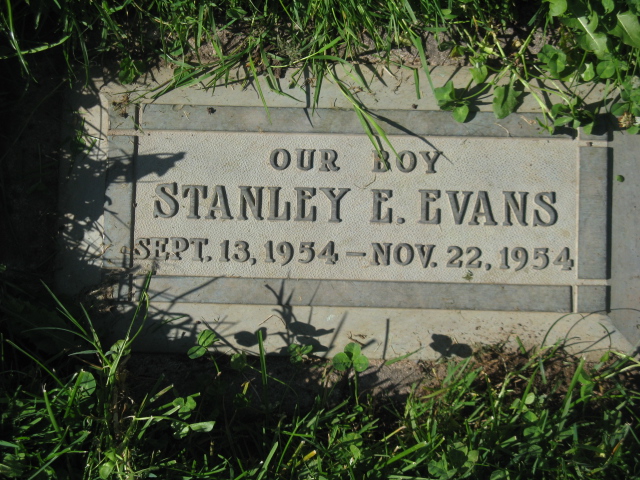 OUR BOY
STANLEY E. EVANS
SEPT. 13, 1954 – NOV. 22, 1954